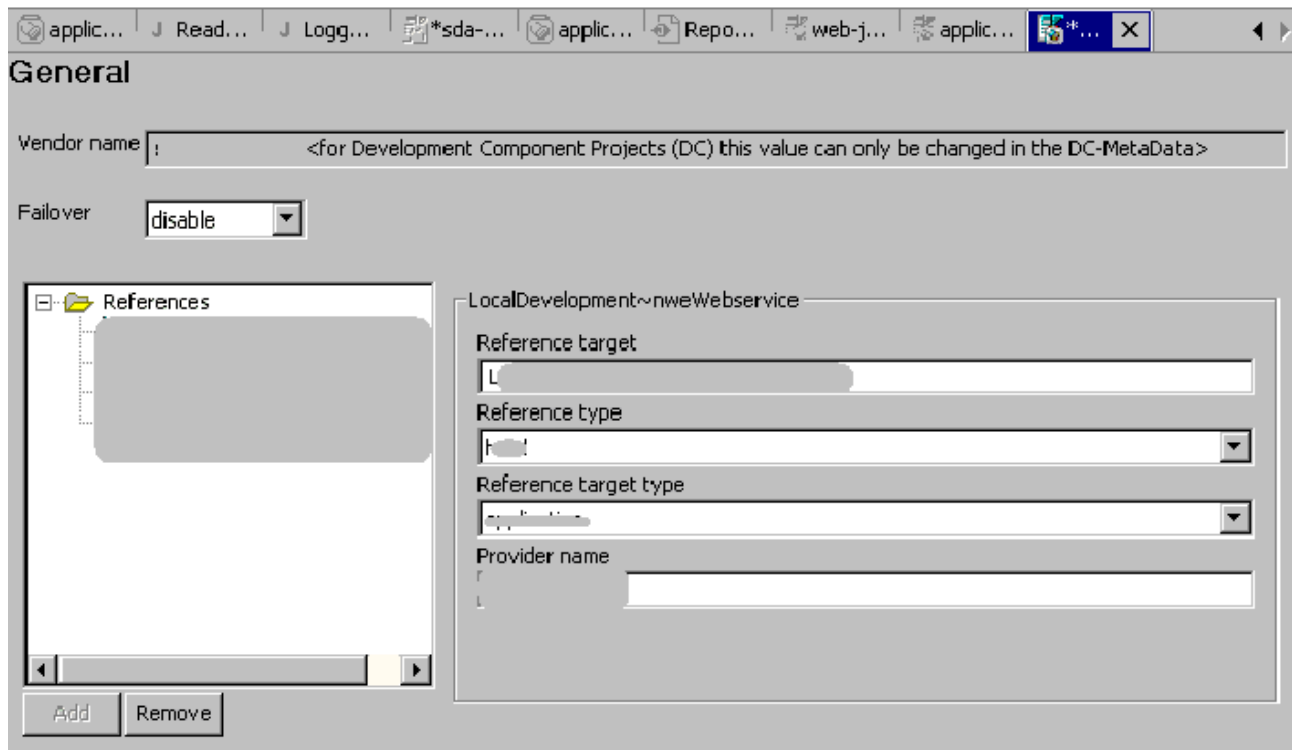 applic... J Read... J Logg... *sda-... applic... Repo... web-j... applic... *... X
General
Vendor name <for Development Component Projects (DC) this value can only be changed in the DC-MetaData>
Failover disable
References
LocalDevelopment~nweWebservice
Reference target
L
Reference type
Reference target type
Provider name
Add Remove